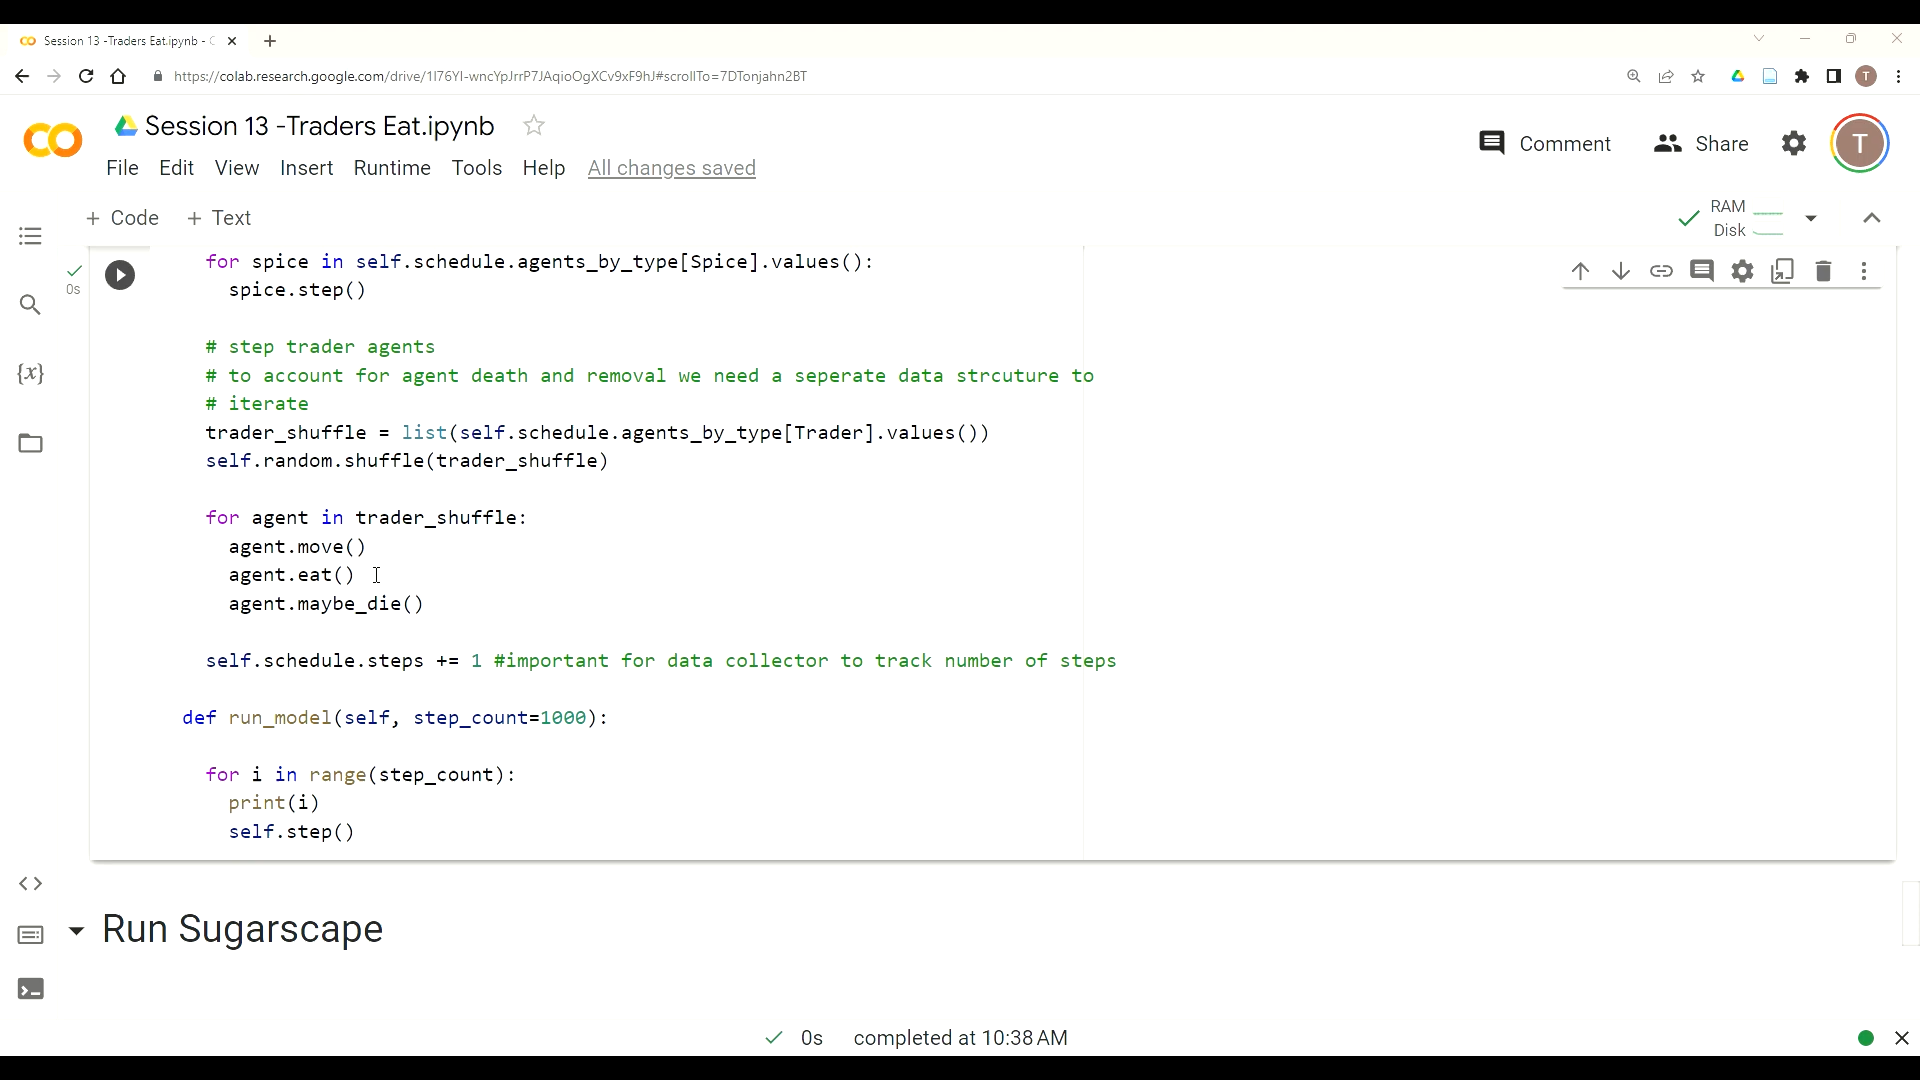 Session 13 -Traders Eat.ipynb - C
https://colab.research.google.com/drive/1I76YI-wncYpJrrP7JAqioOgXCv9xF9hJ#scrollTo=7DTonjahn2BT
T
Session 13 -Traders Eat.ipynb
Comment
Share
T
File Edit View Insert Runtime Tools Help All changes saved
+ Code + Text
RAM
Disk
0s
for spice in self.schedule.agents_by_type[Spice].values():
spice.step()
# step trader agents
# to account for agent death and removal we need a seperate data strcuture to
# iterate
trader_shuffle = list(self.schedule.agents_by_type[Trader].values())
self.random.shuffle(trader_shuffle)
for agent in trader_shuffle:
agent.move()
agent.eat()
agent.maybe_die()
self.schedule.steps += 1 #important for data collector to track number of steps
def run_model(self, step_count=1000):
for i in range(step_count):
print(i)
self.step()
Run Sugarscape
0s completed at 10:38 AM